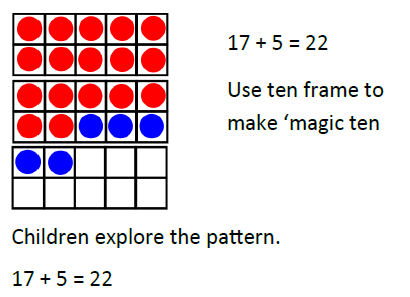 17 + 5 = 22
Use ten frame to
make ‘magic ten
Children explore the pattern.
17 + 5 = 22